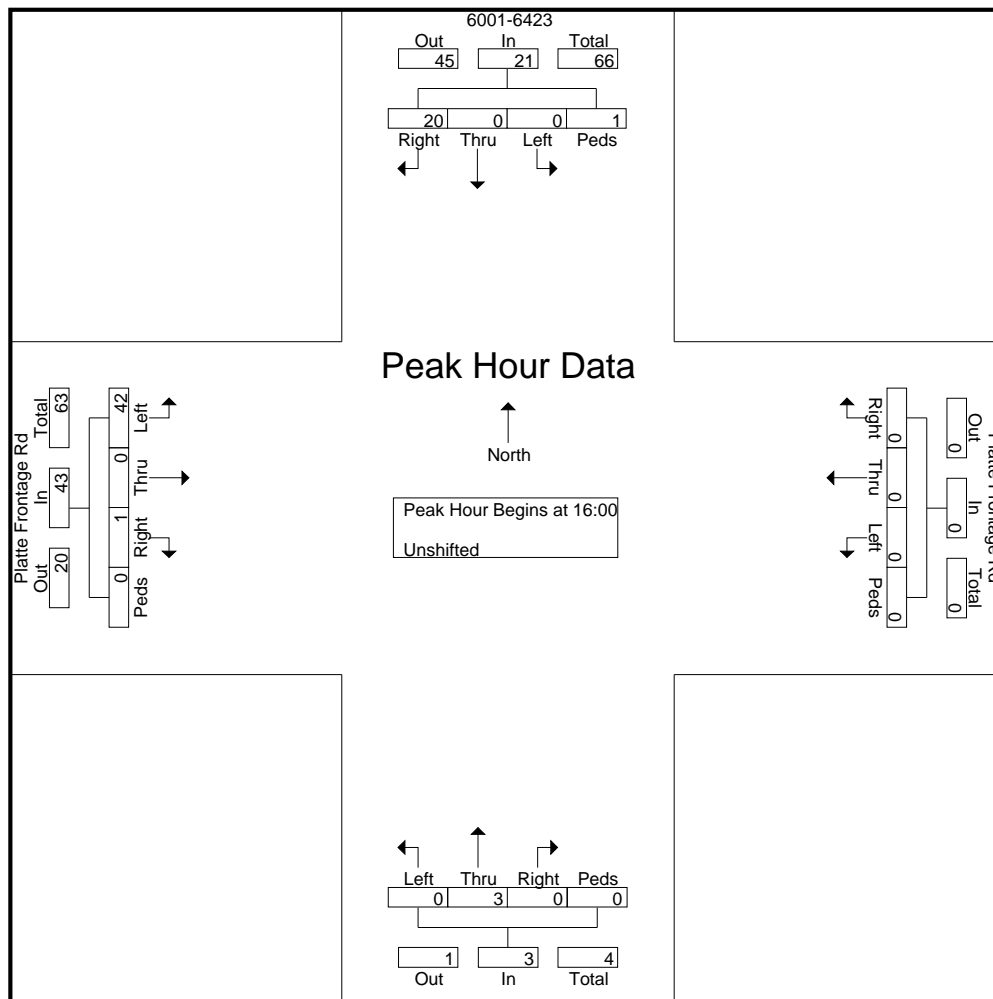 6001-6423
Out In Total
45 21 66
20 0 0 1
Right Thru Left Peds
Peak Hour Data
North
Peak Hour Begins at 16:00
Unshifted
Platte Frontage Rd
Out In Total
20 43 63
42 0 1 0
Left Thru Right Peds
Right Thru Left Peds
0 0 0 0
Out In Total
0 0 0
Platte Frontage Rd
Left Thru Right Peds
0 3 0 0
1 3 4
Out In Total